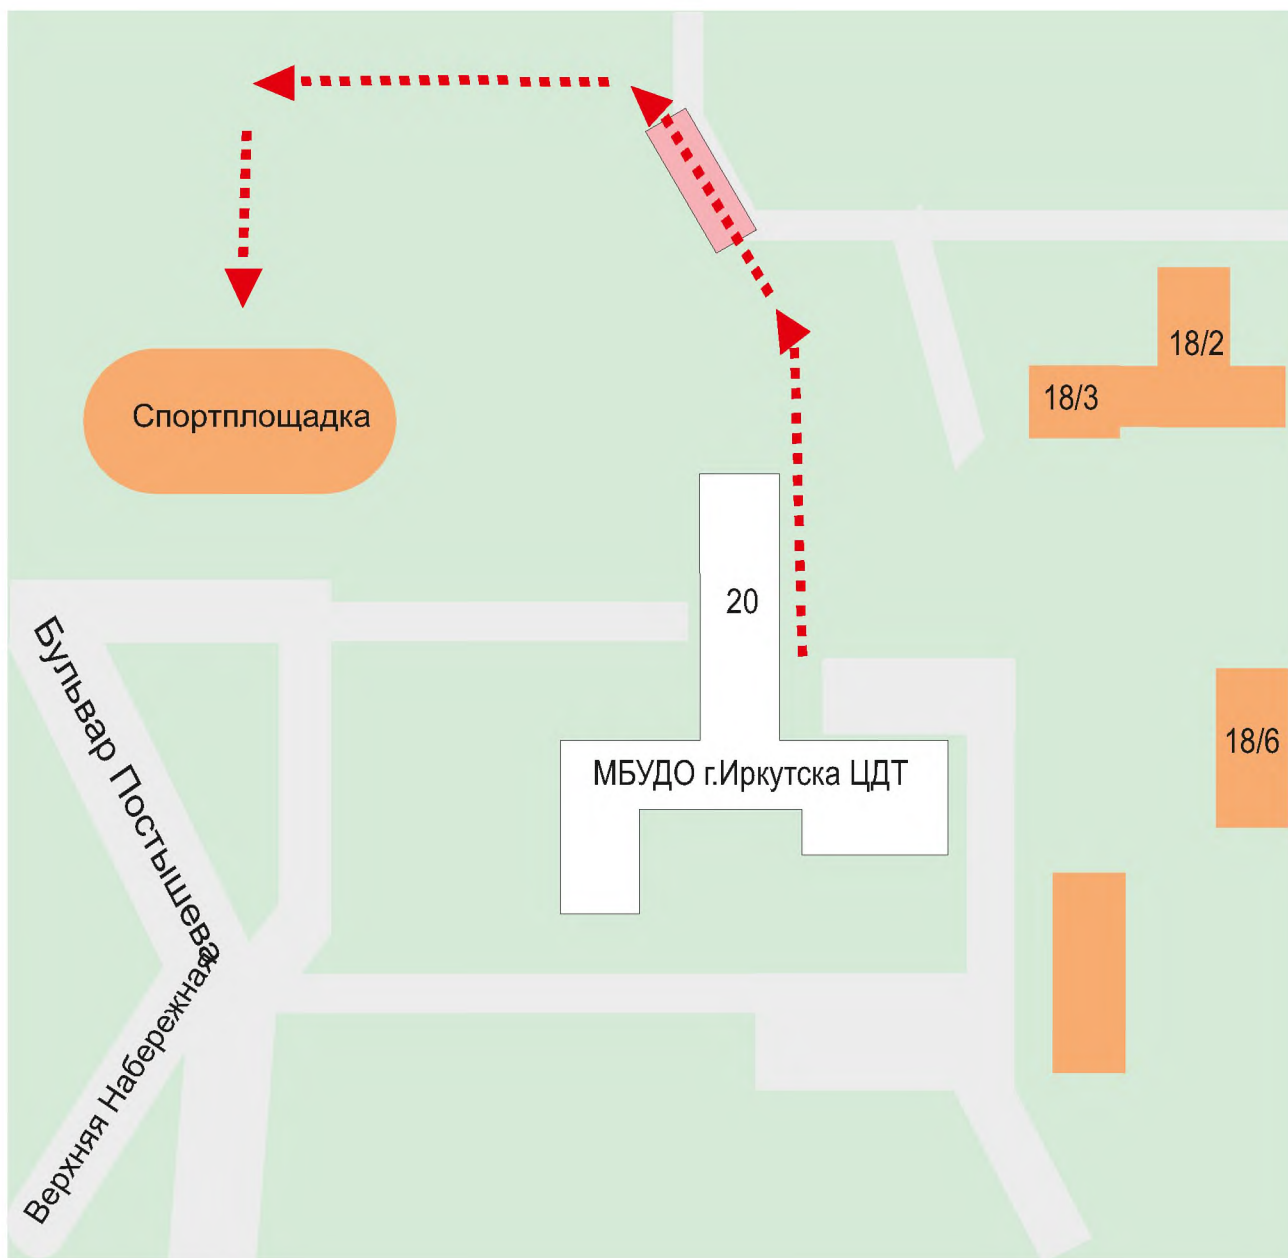 18/2
18/3
Спортплощадка
20
Бульвар Постышева
18/6
МБУДО г.Иркутска ЦДТ
Верхняя Набережная